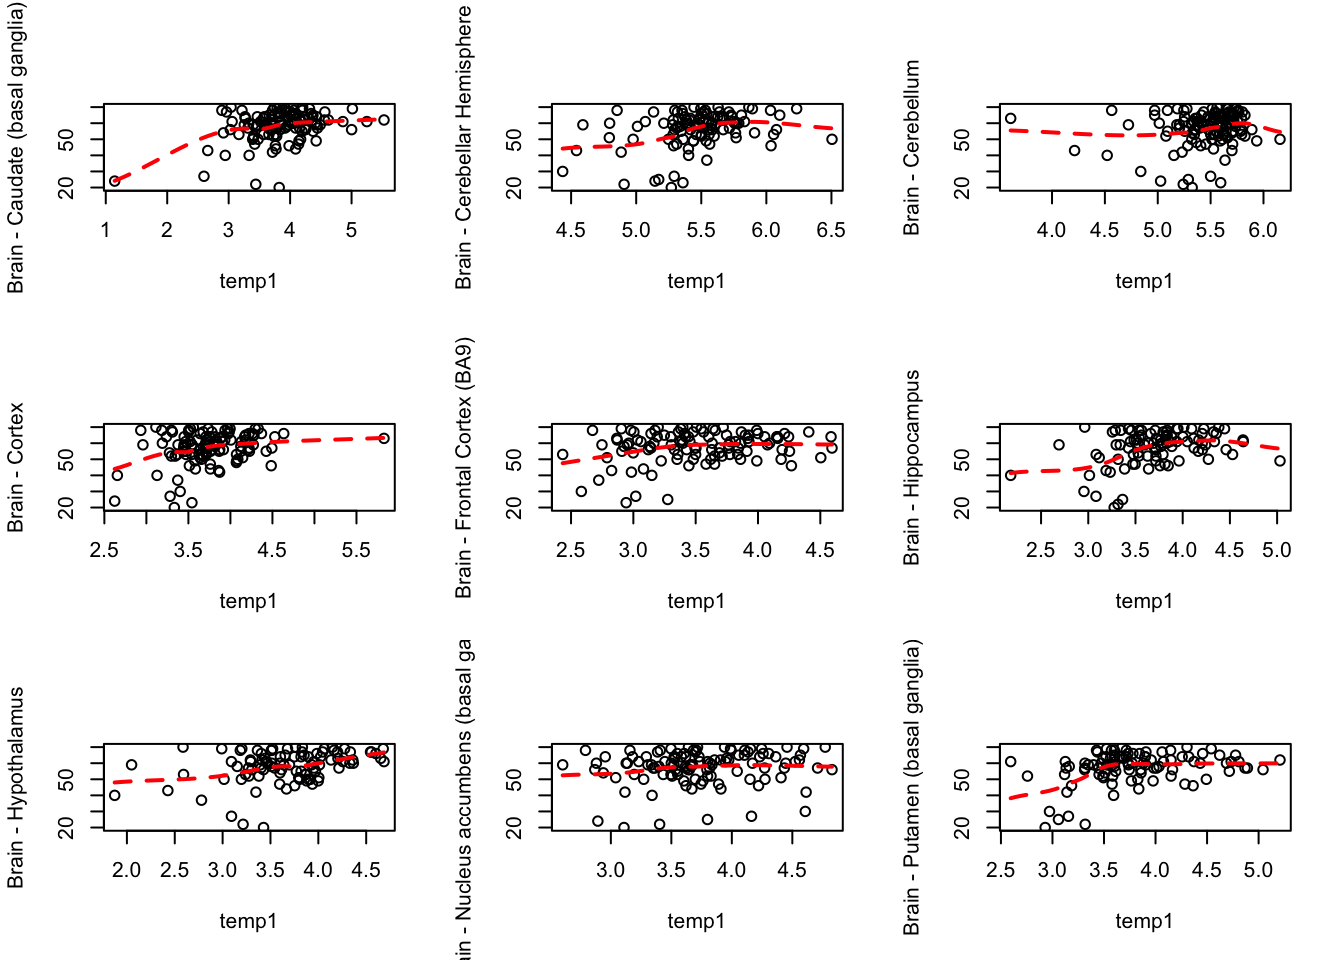 Brain - Caudate (basal ganglia)
20 50
1 2 3 4 5
temp1
Brain - Cerebellar Hemisphere
20 50
4.5 5.0 5.5 6.0 6.5
temp1
Brain - Cerebellum
20 50
4.0 4.5 5.0 5.5 6.0
temp1
Brain - Cortex
20 50
2.5 3.5 4.5 5.5
temp1
Brain - Frontal Cortex (BA9)
20 50
2.5 3.0 3.5 4.0 4.5
temp1
Brain - Hippocampus
20 50
2.5 3.0 3.5 4.0 4.5 5.0
temp1
Brain - Hypothalamus
20 50
2.0 2.5 3.0 3.5 4.0 4.5
temp1
ain - Nucleus accumbens (basal ga
20 50
3.0 3.5 4.0 4.5
temp1
Brain - Putamen (basal ganglia)
20 50
2.5 3.0 3.5 4.0 4.5 5.0
temp1